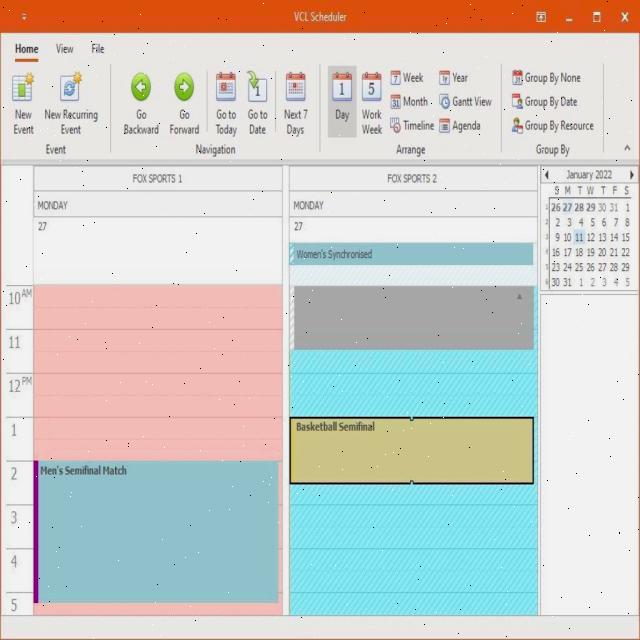 VCL Scheduler
Home View File
New Event
New Recurring Event
Go Backward
Go Forward
Go to Today
Go to Date
Next 7 Days
Day
Work Week
Week
Month
Timeline
Year
Gantt View
Agenda
Group By None
Group By Date
Group By Resource
Event
Navigation
Arrange
Group By
FOX SPORTS 1
FOX SPORTS 2
MONDAY
MONDAY
27
27
Women's Synchronised
10 AM
11
12 PM
1
Basketball Semifinal
2
Men's Semifinal Match
3
4
5
January 2022
S M T W T F S
26 27 28 29 30 31 1
2 3 4 5 6 7 8
9 10 11 12 13 14 15
16 17 18 19 20 21 22
23 24 25 26 27 28 29
30 31 1 2 3 4 5